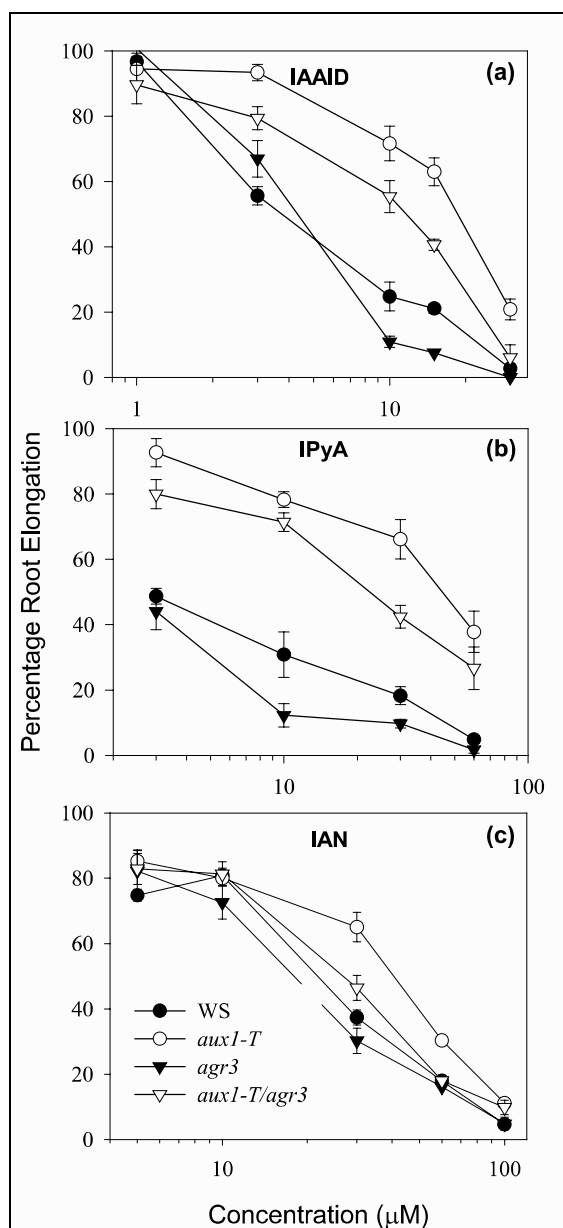 100
IAAID
(a)
80
60
40
20
0
1
10
100
IPyA
(b)
80
60
40
20
0
10
100
Percentage Root Elongation
100
IAN
(c)
80
60
40
20
0
WS
aux1-T
agr3
aux1-T/agr3
10
100
Concentration (μM)